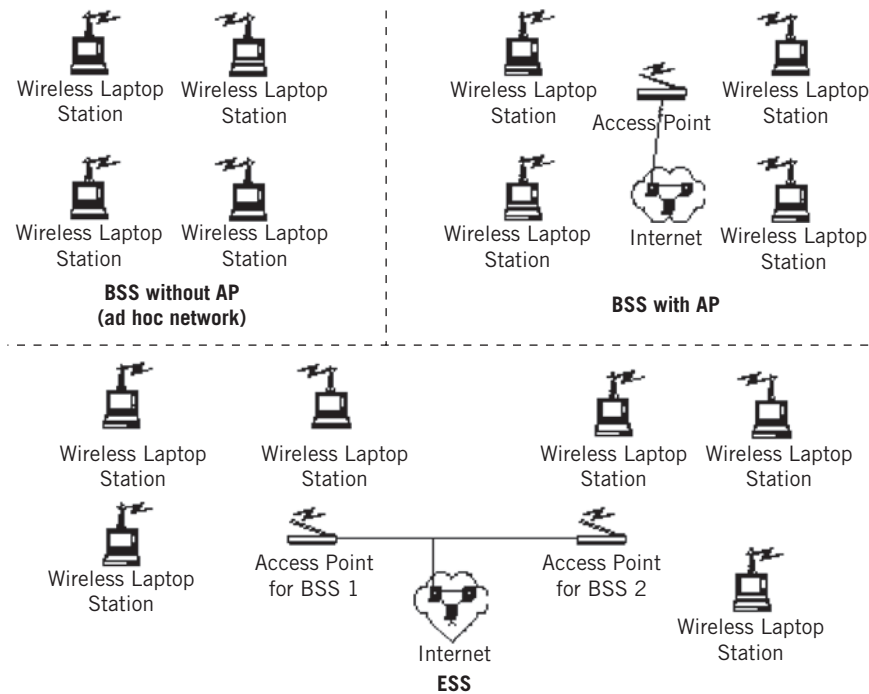 Wireless Laptop
Station
Wireless Laptop
Station
Wireless Laptop
Station
Wireless Laptop
Station
BSS without AP
(ad hoc network)
Wireless Laptop
Station
Access Point
Wireless Laptop
Station
Wireless Laptop
Station
Internet
Wireless Laptop
Station
BSS with AP
Wireless Laptop
Station
Wireless Laptop
Station
Wireless Laptop
Station
Wireless Laptop
Station
Wireless Laptop
Station
Access Point
for BSS 1
Access Point
for BSS 2
Wireless Laptop
Station
Internet
ESS